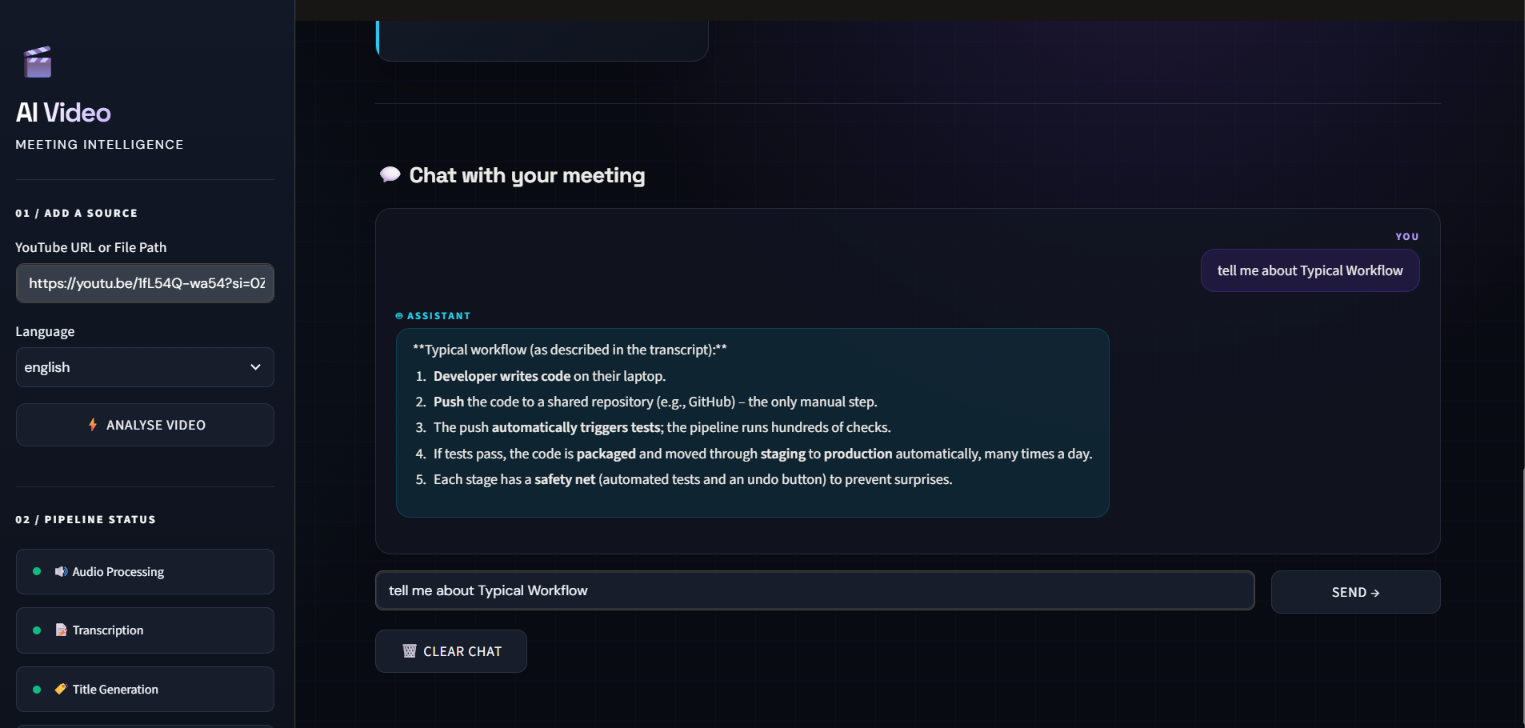 AI Video
MEETING INTELLIGENCE
01 / ADD A SOURCE
YouTube URL or File Path
https://youtu.be/1fL54Q-wa54?si=OZ
Language
english
ANALYSE VIDEO
02 / PIPELINE STATUS
Audio Processing
Transcription
Title Generation
Chat with your meeting
YOU
tell me about Typical Workflow
ASSISTANT
**Typical workflow (as described in the transcript):**
1. Developer writes code on their laptop.
2. Push the code to a shared repository (e.g., GitHub) – the only manual step.
3. The push automatically triggers tests; the pipeline runs hundreds of checks.
4. If tests pass, the code is packaged and moved through staging to production automatically, many times a day.
5. Each stage has a safety net (automated tests and an undo button) to prevent surprises.
tell me about Typical Workflow
SEND →
CLEAR CHAT